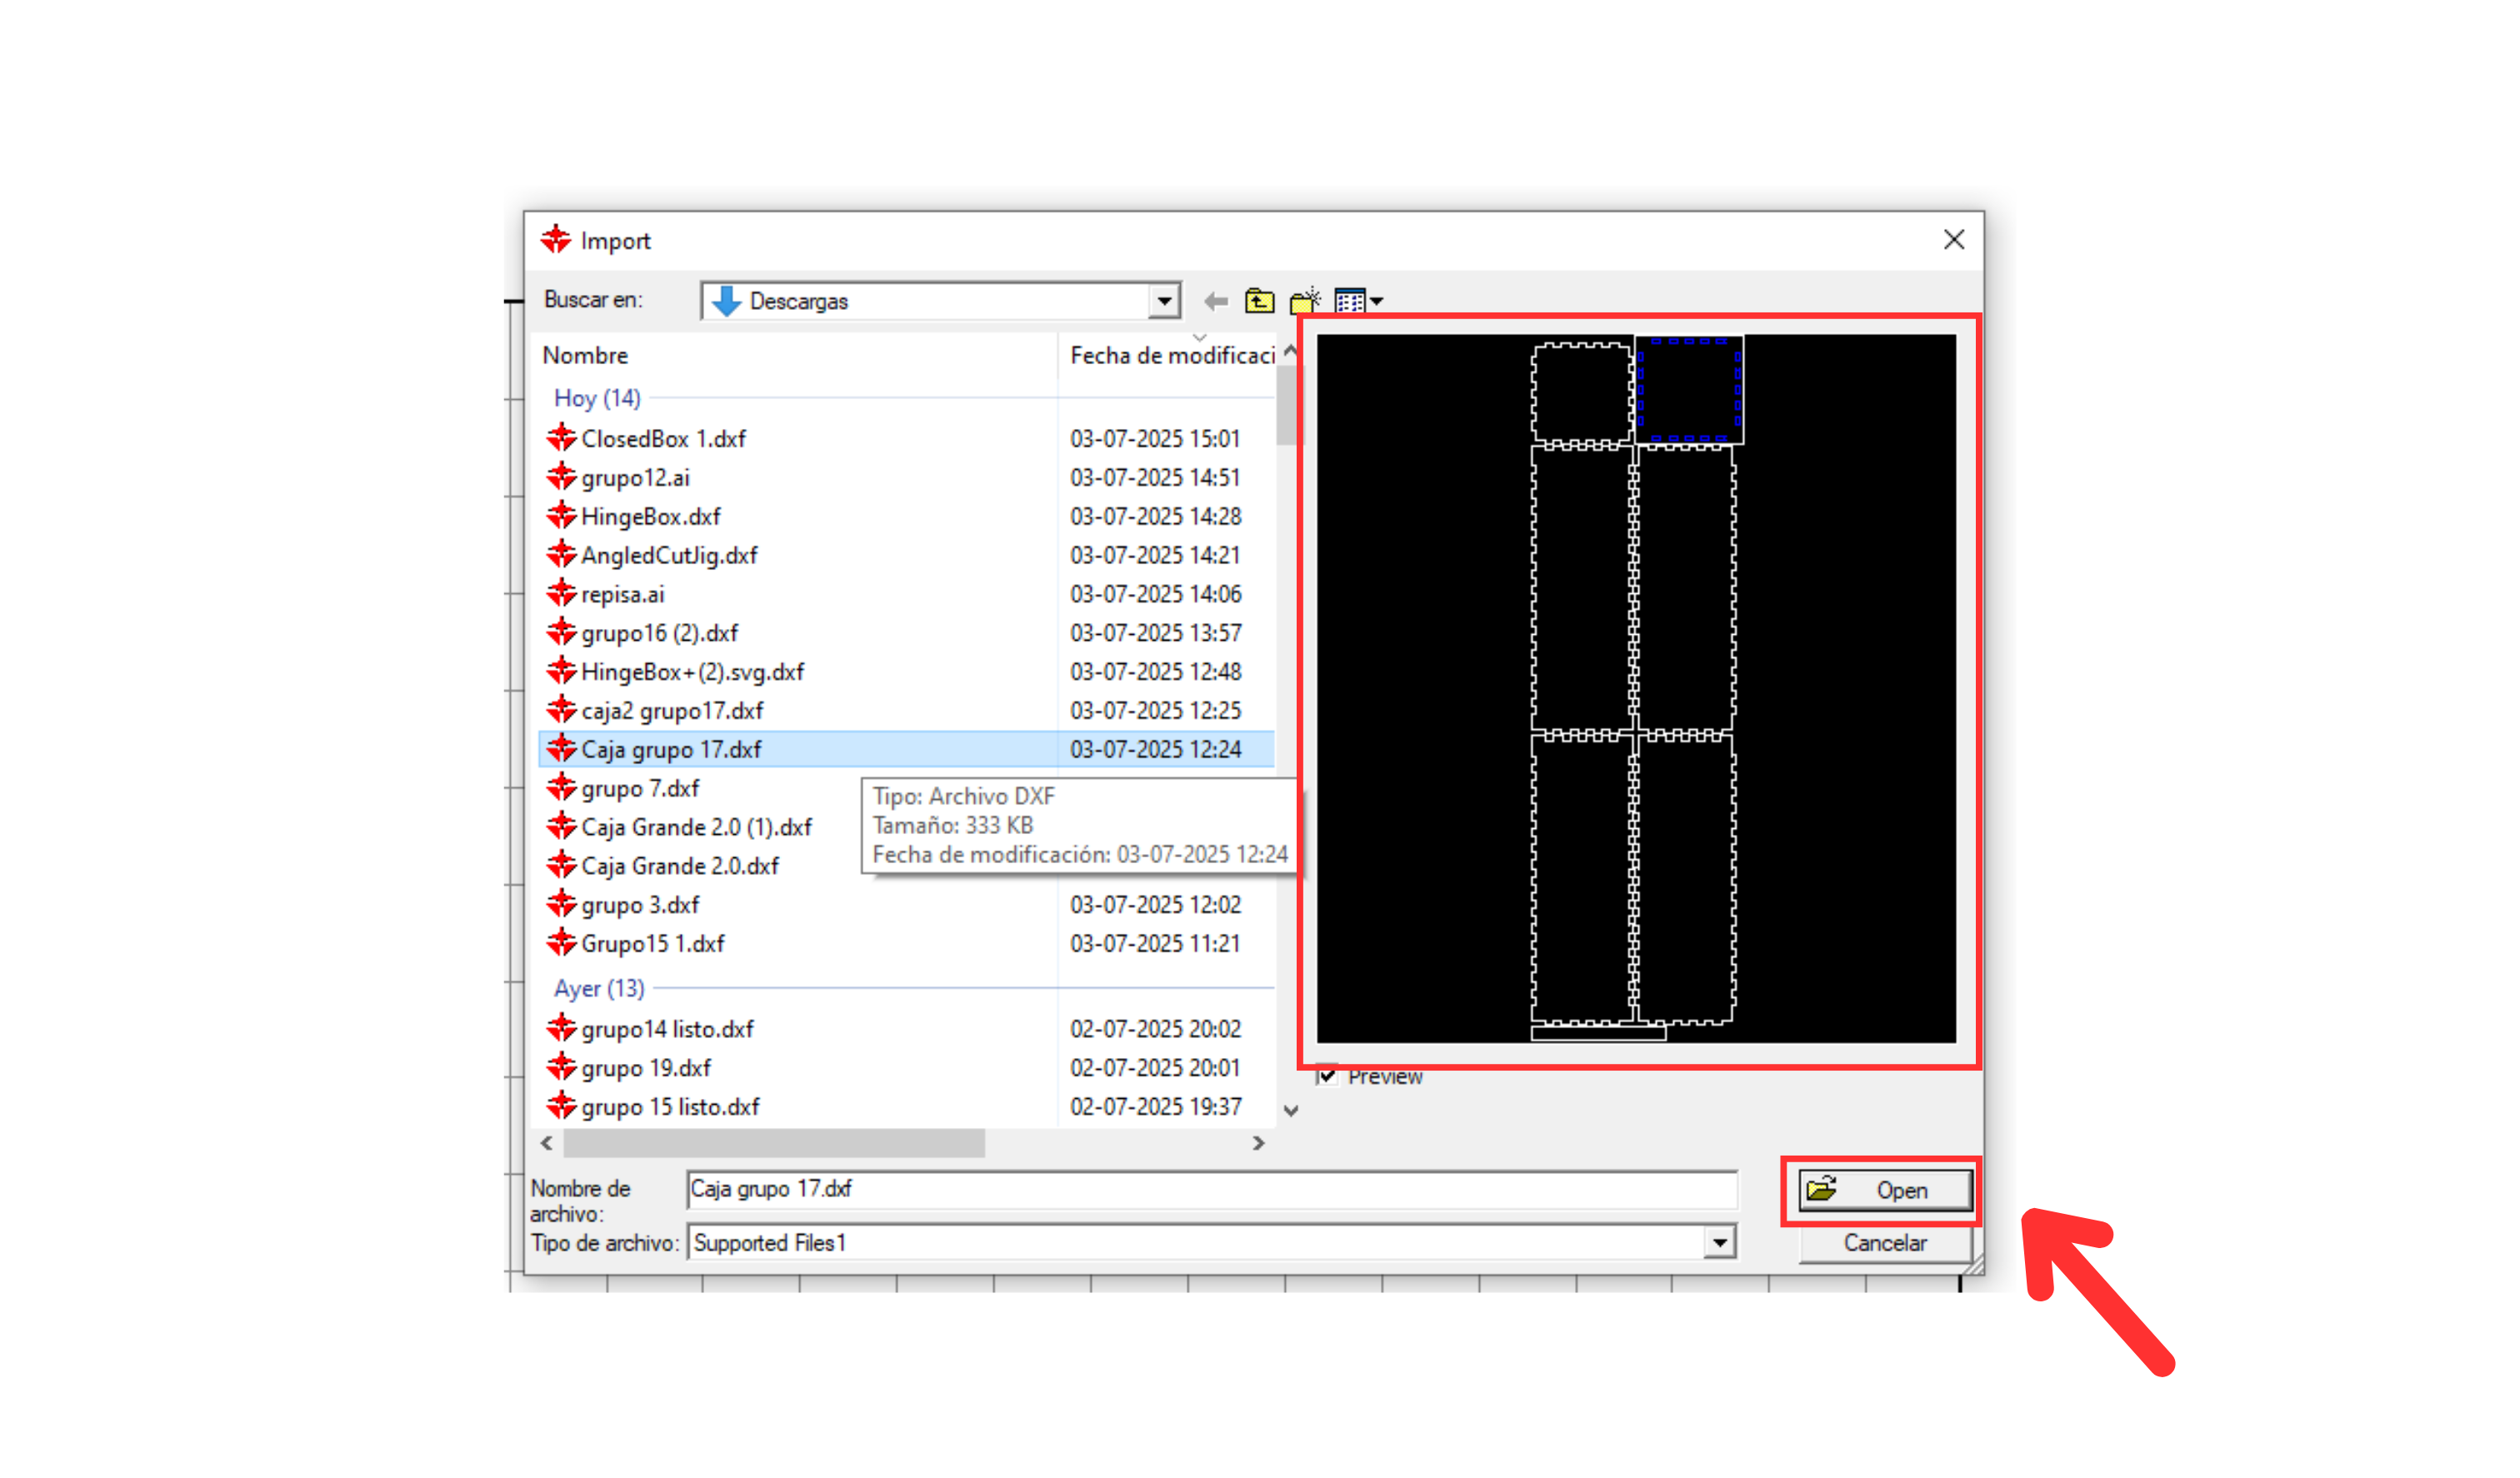 Import
Buscar en: Descargas
Nombre Fecha de modificaci
Hoy (14)
ClosedBox 1.dxf 03-07-2025 15:01
grupo12.ai 03-07-2025 14:51
HingeBox.dxf 03-07-2025 14:28
AngledCutJig.dxf 03-07-2025 14:21
repisa.ai 03-07-2025 14:06
grupo16 (2).dxf 03-07-2025 13:57
HingeBox+(2).svg.dxf 03-07-2025 12:48
caja2 grupo17.dxf 03-07-2025 12:25
Caja grupo 17.dxf 03-07-2025 12:24
grupo 7.dxf
Tipo: Archivo DXF
Caja Grande 2.0 (1).dxf
Tamaño: 333 KB
Fecha de modificación: 03-07-2025 12:24
Caja Grande 2.0.dxf
grupo 3.dxf 03-07-2025 12:02
Grupo15 1.dxf 03-07-2025 11:21
Ayer (13)
grupo14 listo.dxf 02-07-2025 20:02
grupo 19.dxf 02-07-2025 20:01
grupo 15 listo.dxf 02-07-2025 19:37
Preview
Nombre de
archivo:
Caja grupo 17.dxf
Open
Tipo de archivo: Supported Files1
Cancelar